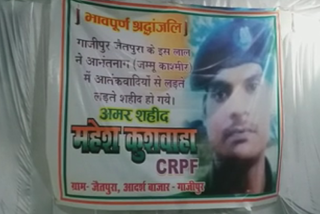 भावपूर्ण श्रद्धांजलि
गाजीपुर जैतपुरा के इस लाल
ने अनंतनाग (जम्मू काश्मीर)
में आतंकवादियों से लड़ते
लड़ते शहीद हो गये।
अमर शहीद
महेश कुशवाहा
CRPF
ग्राम- जैतपुरा, आदर्श बाजार - गाजीपुर